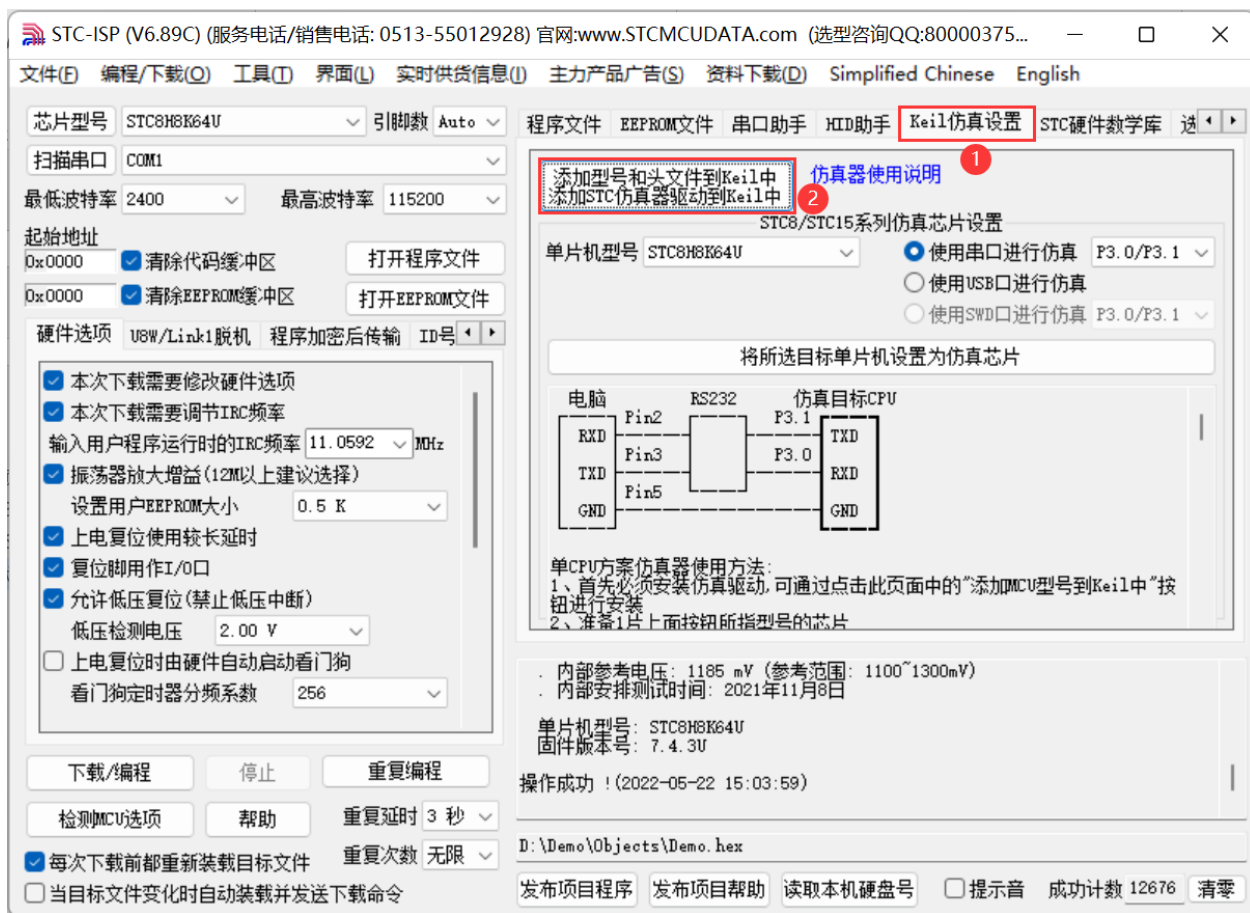 STC-ISP (V6.89C) (服务电话/销售电话: 0513-55012928) 官网:www.STCMCUDATA.com (选型咨询QQ:80000375...
文件(F) 编程/下载(O) 工具(T) 界面(L) 实时供货信息(I) 主力产品广告(S) 资料下载(D) Simplified Chinese English
芯片型号 STC8H8K64U 引脚数 Auto
扫描串口 COM1
最低波特率 2400 最高波特率 115200
起始地址
0x0000 清除代码缓冲区 打开程序文件
0x0000 清除EEPROM缓冲区 打开EEPROM文件
硬件选项 U8W/Link1脱机 程序加密后传输 ID号
本次下载需要修改硬件选项
本次下载需要调节IRC频率
输入用户程序运行时的IRC频率 11.0592 MHz
振荡器放大增益(12M以上建议选择)
设置用户EEPROM大小 0.5 K
上电复位使用较长延时
复位脚用作I/O口
允许低压复位(禁止低压中断)
低压检测电压 2.00 V
上电复位时由硬件自动启动看门狗
看门狗定时器分频系数 256
下载/编程 停止 重复编程
检测MCU选项 帮助 重复延时 3 秒
每次下载前都重新装载目标文件 重复次数 无限
当目标文件变化时自动装载并发送下载命令
程序文件 EEPROM文件 串口助手 HID助手 Keil仿真设置 STC硬件数学库 选
1
添加型号和头文件到Keil中
添加STC仿真器驱动到Keil中
仿真器使用说明
2
STC8/STC15系列仿真芯片设置
单片机型号 STC8H8K64U 使用串口进行仿真 P3.0/P3.1
使用USB口进行仿真
使用SWD口进行仿真 P3.0/P3.1
将所选目标单片机设置为仿真芯片
电脑 RS232 仿真目标CPU
RXD Pin2 P3.1 TXD
TXD Pin3 P3.0 RXD
GND Pin5 GND
单CPU方案仿真器使用方法:
1、首先必须安装仿真驱动,可通过点击此页面中的"添加MCU型号到Keil中"按
钮进行安装
2、准备1片上面按钮所指型号的芯片
. 内部参考电压: 1185 mV (参考范围: 1100~1300mV)
. 内部安排测试时间: 2021年11月8日
单片机型号: STC8H8K64U
固件版本号: 7.4.3U
操作成功 !(2022-05-22 15:03:59)
D:\Demo\Objects\Demo.hex
发布项目程序 发布项目帮助 读取本机硬盘号 提示音 成功计数 12676 清零